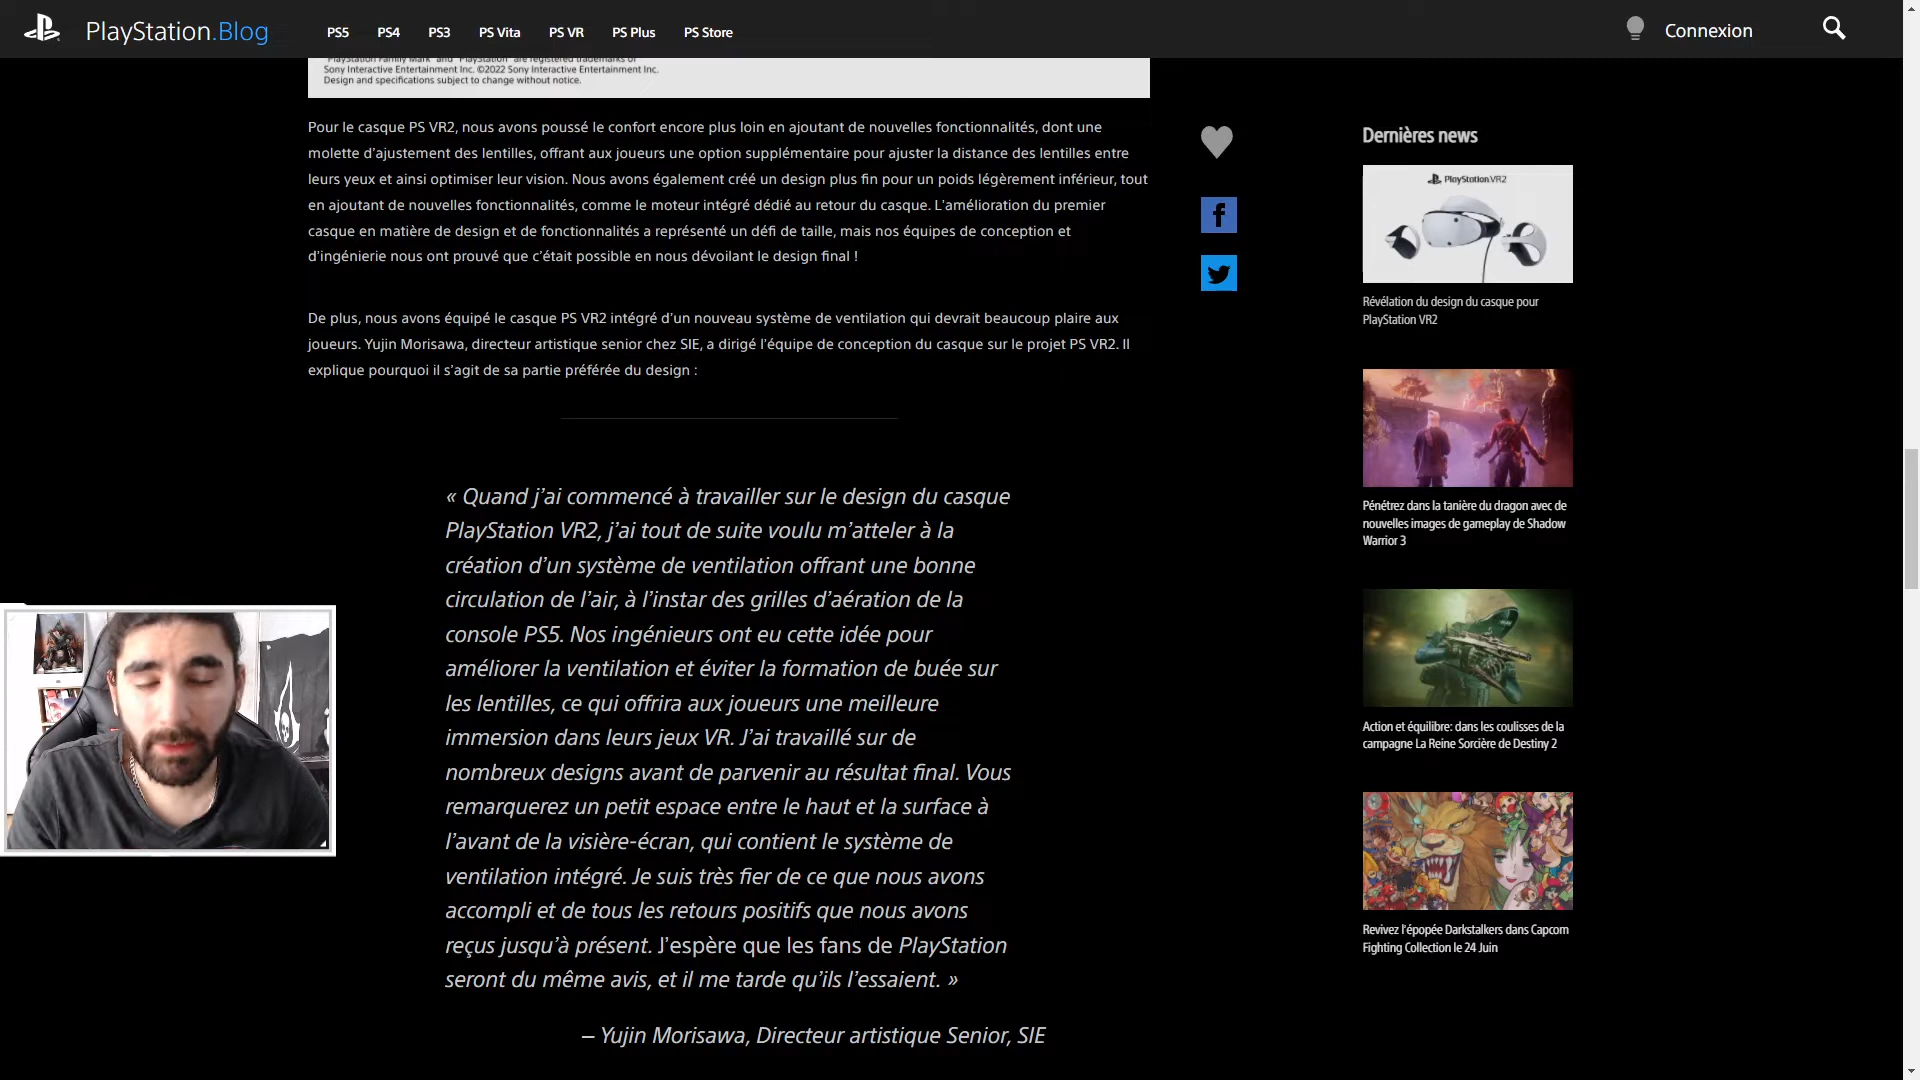 PlayStation.Blog
PS5 PS4 PS3 PS Vita PS VR PS Plus PS Store
Connexion
"PlayStation Family Mark" and "PlayStation" are registered trademarks of
Sony Interactive Entertainment Inc. ©2022 Sony Interactive Entertainment Inc.
Design and specifications subject to change without notice.
Pour le casque PS VR2, nous avons poussé le confort encore plus loin en ajoutant de nouvelles fonctionnalités, dont une
molette d’ajustement des lentilles, offrant aux joueurs une option supplémentaire pour ajuster la distance des lentilles entre
leurs yeux et ainsi optimiser leur vision. Nous avons également créé un design plus fin pour un poids légèrement inférieur, tout
en ajoutant de nouvelles fonctionnalités, comme le moteur intégré dédié au retour du casque. L’amélioration du premier
casque en matière de design et de fonctionnalités a représenté un défi de taille, mais nos équipes de conception et
d’ingénierie nous ont prouvé que c’était possible en nous dévoilant le design final !
De plus, nous avons équipé le casque PS VR2 intégré d’un nouveau système de ventilation qui devrait beaucoup plaire aux
joueurs. Yujin Morisawa, directeur artistique senior chez SIE, a dirigé l’équipe de conception du casque sur le projet PS VR2. Il
explique pourquoi il s’agit de sa partie préférée du design :
« Quand j’ai commencé à travailler sur le design du casque
PlayStation VR2, j’ai tout de suite voulu m’atteler à la
création d’un système de ventilation offrant une bonne
circulation de l’air, à l’instar des grilles d’aération de la
console PS5. Nos ingénieurs ont eu cette idée pour
améliorer la ventilation et éviter la formation de buée sur
les lentilles, ce qui offrira aux joueurs une meilleure
immersion dans leurs jeux VR. J’ai travaillé sur de
nombreux designs avant de parvenir au résultat final. Vous
remarquerez un petit espace entre le haut et la surface à
l’avant de la visière-écran, qui contient le système de
ventilation intégré. Je suis très fier de ce que nous avons
accompli et de tous les retours positifs que nous avons
reçus jusqu’à présent. J’espère que les fans de PlayStation
seront du même avis, et il me tarde qu’ils l’essaient. »
– Yujin Morisawa, Directeur artistique Senior, SIE
Dernières news
PlayStation VR2
Révélation du design du casque pour
PlayStation VR2
Pénétrez dans la tanière du dragon avec de
nouvelles images de gameplay de Shadow
Warrior 3
Action et équilibre: dans les coulisses de la
campagne La Reine Sorcière de Destiny 2
Revivez l’épopée Darkstalkers dans Capcom
Fighting Collection le 24 Juin